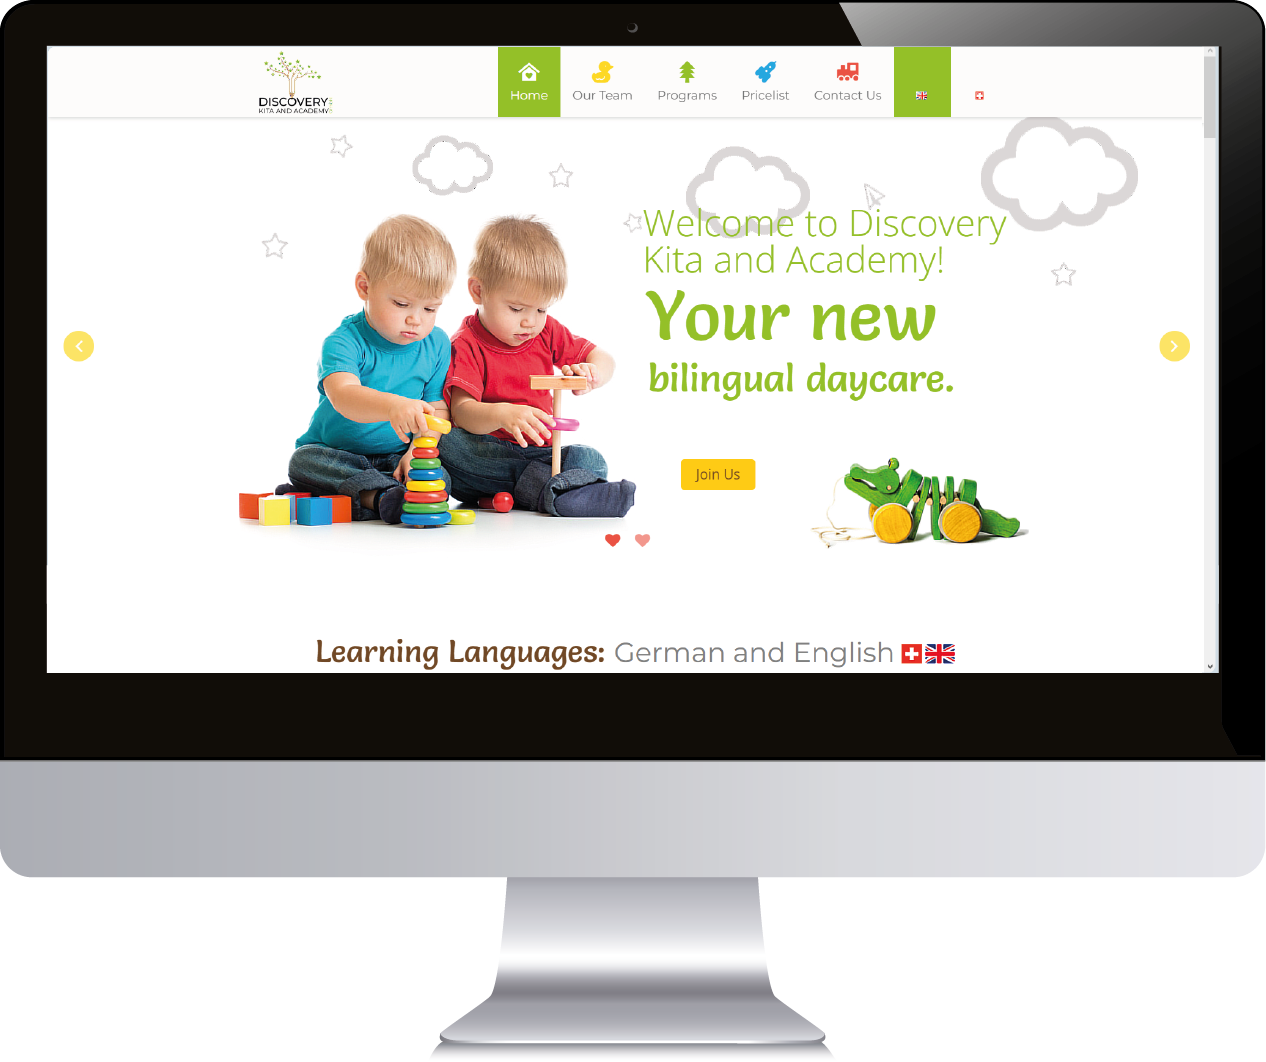 DISCOVERY
KITA AND ACADEMY
Home
Our Team
Programs
Pricelist
Contact Us
Welcome to Discovery
Kita and Academy!
Your new
bilingual daycare.
Join Us
Learning Languages: German and English